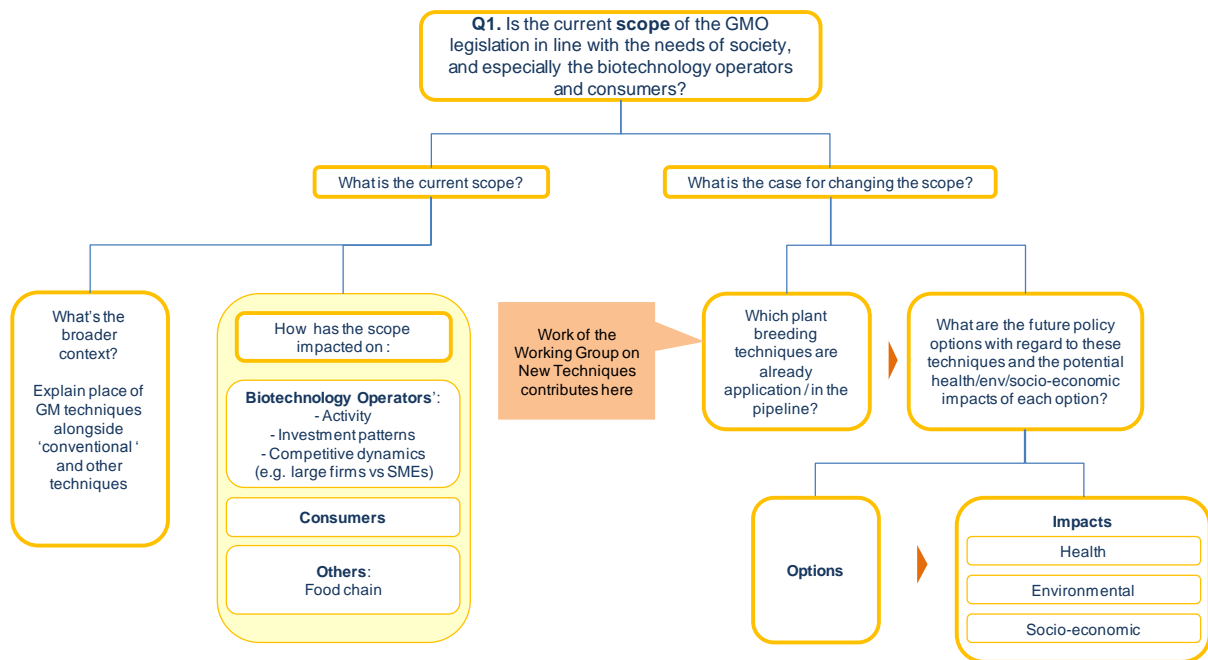 Q1. Is the current scope of the GMO
legislation in line with the needs of society,
and especially the biotechnology operators
and consumers?
What is the current scope?
What is the case for changing the scope?
What's the
broader
context?
Explain place of
GM techniques
alongside
‘conventional ‘
and other
techniques
How has the scope
impacted on :
Biotechnology Operators’:
- Activity
- Investment patterns
- Competitive dynamics
(e.g. large firms vs SMEs)
Consumers
Others:
Food chain
Work of the
Working Group on
New Techniques
contributes here
Which plant
breeding
techniques are
already
application / in the
pipeline?
What are the future policy
options with regard to these
techniques and the potential
health/env/socio-economic
impacts of each option?
Options
Impacts
Health
Environmental
Socio-economic